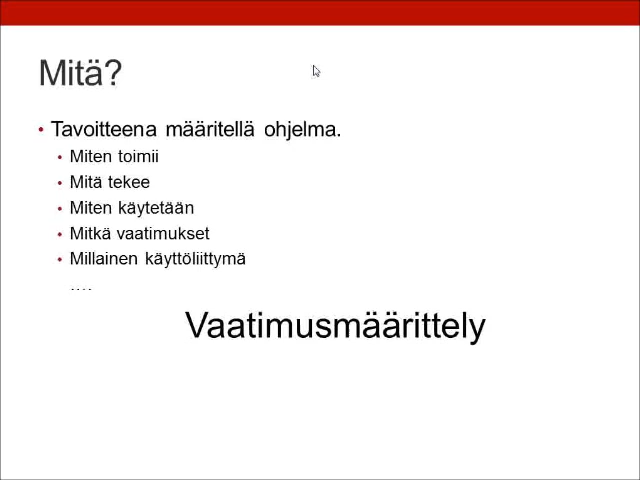 Mitä?
• Tavoitteena määritellä ohjelma.
• Miten toimii
• Mitä tekee
• Miten käytetään
• Mitkä vaatimukset
• Millainen käyttöliittymä
….
Vaatimusmäärittely